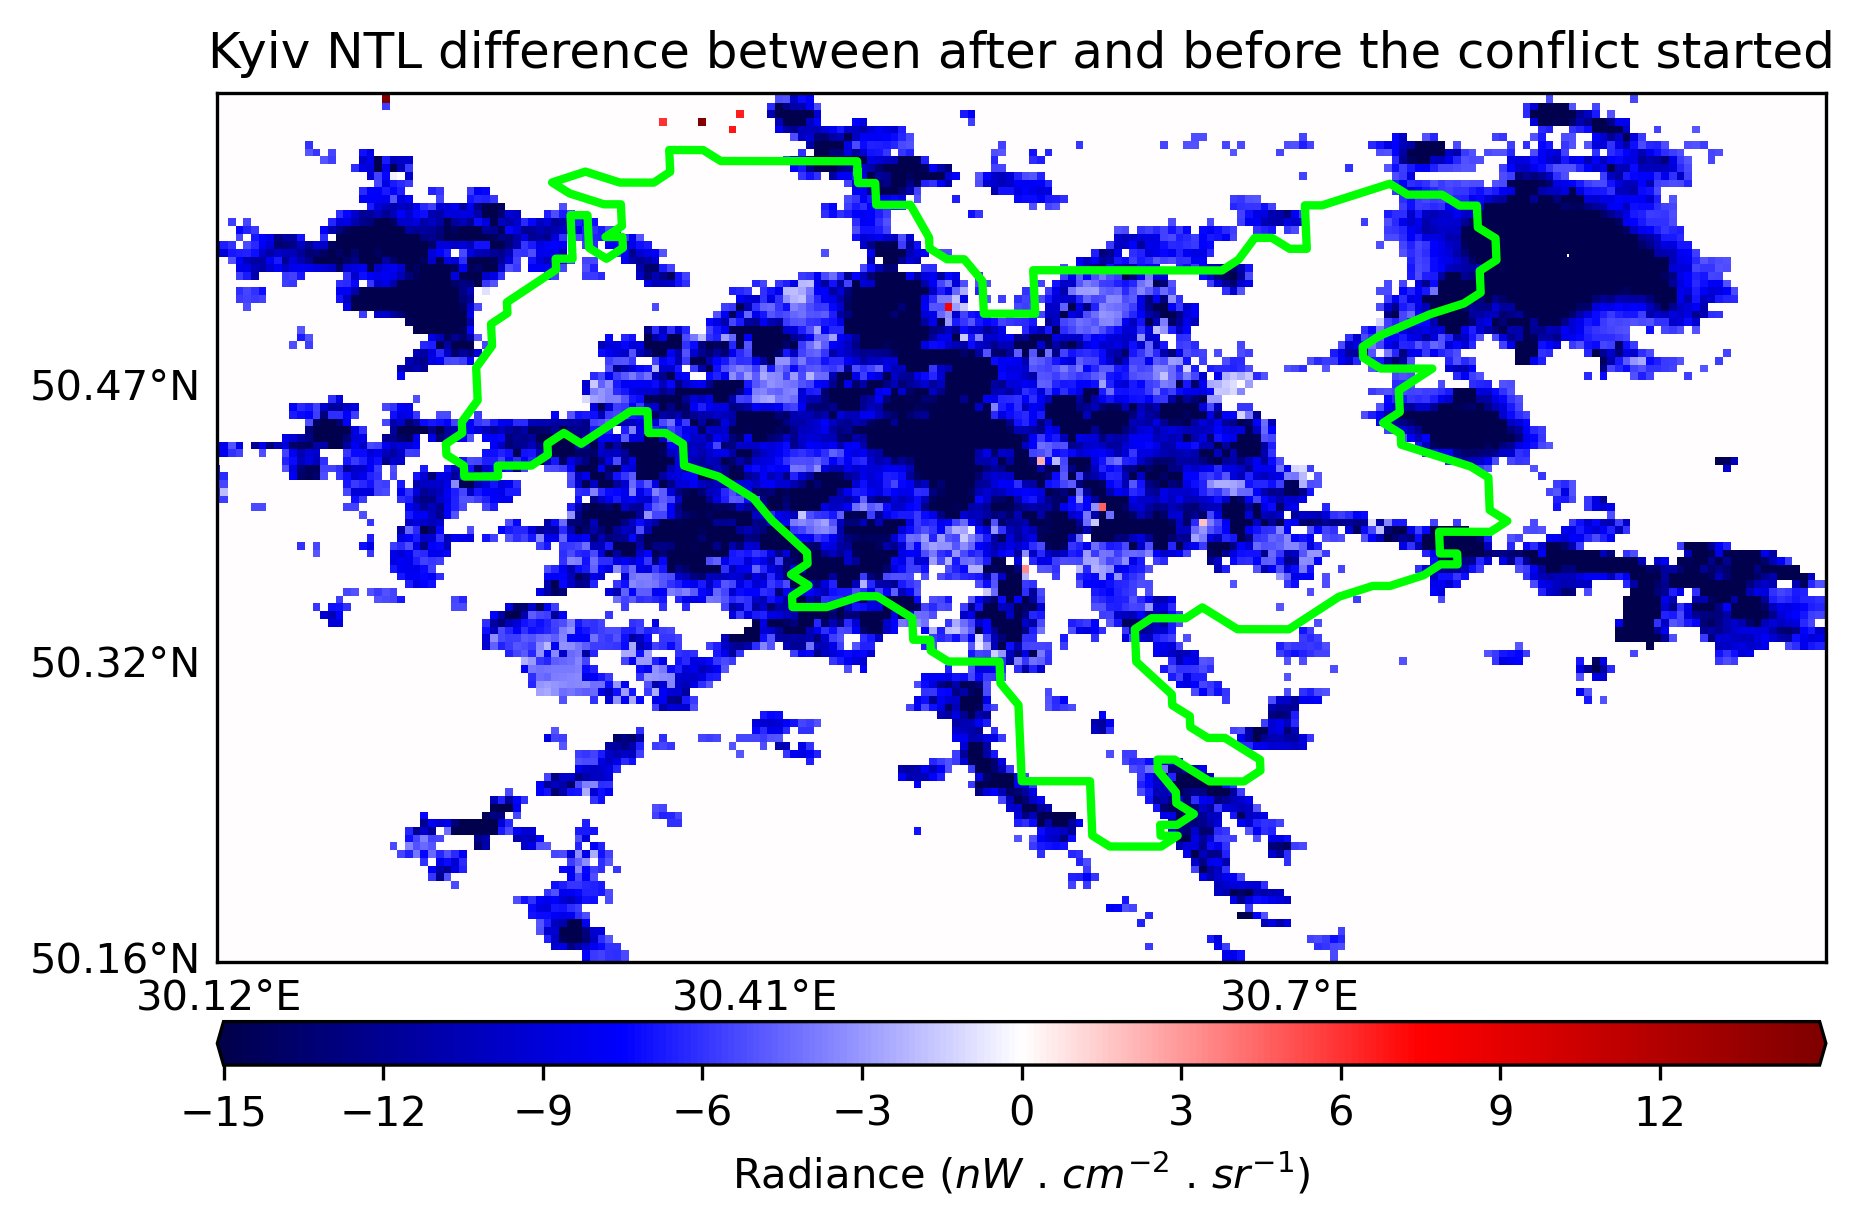 Kyiv NTL difference between after and before the conflict started
50.47°N
50.32°N
50.16°N
30.12°E 30.41°E 30.7°E
−15 −12 −9 −6 −3 0 3 6 9 12
Radiance (nW . cm⁻² . sr⁻¹)